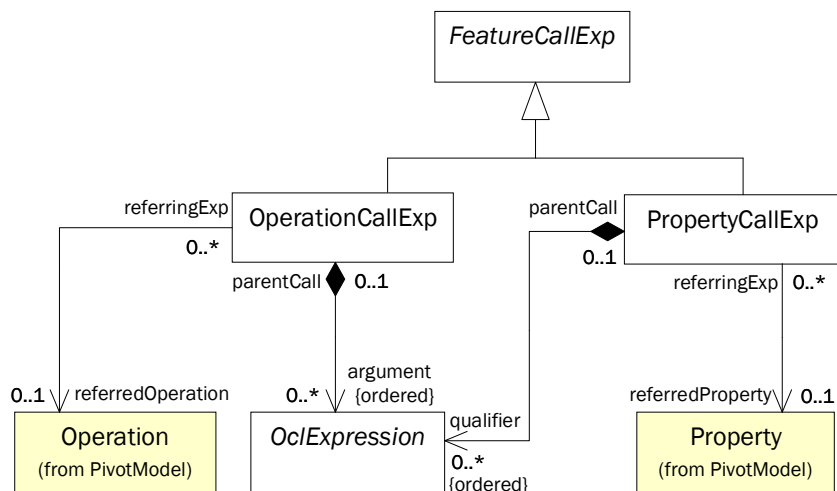 FeatureCallExp
referringExp
OperationCallExp
parentCall
PropertyCallExp
0..*
0..1
parentCall
0..1
referringExp
0..*
argument
0..1
referredOperation
0..*
{ordered}
referredProperty
0..1
qualifier
Operation
(from PivotModel)
OclExpression
0..*
{ordered}
Property
(from PivotModel)